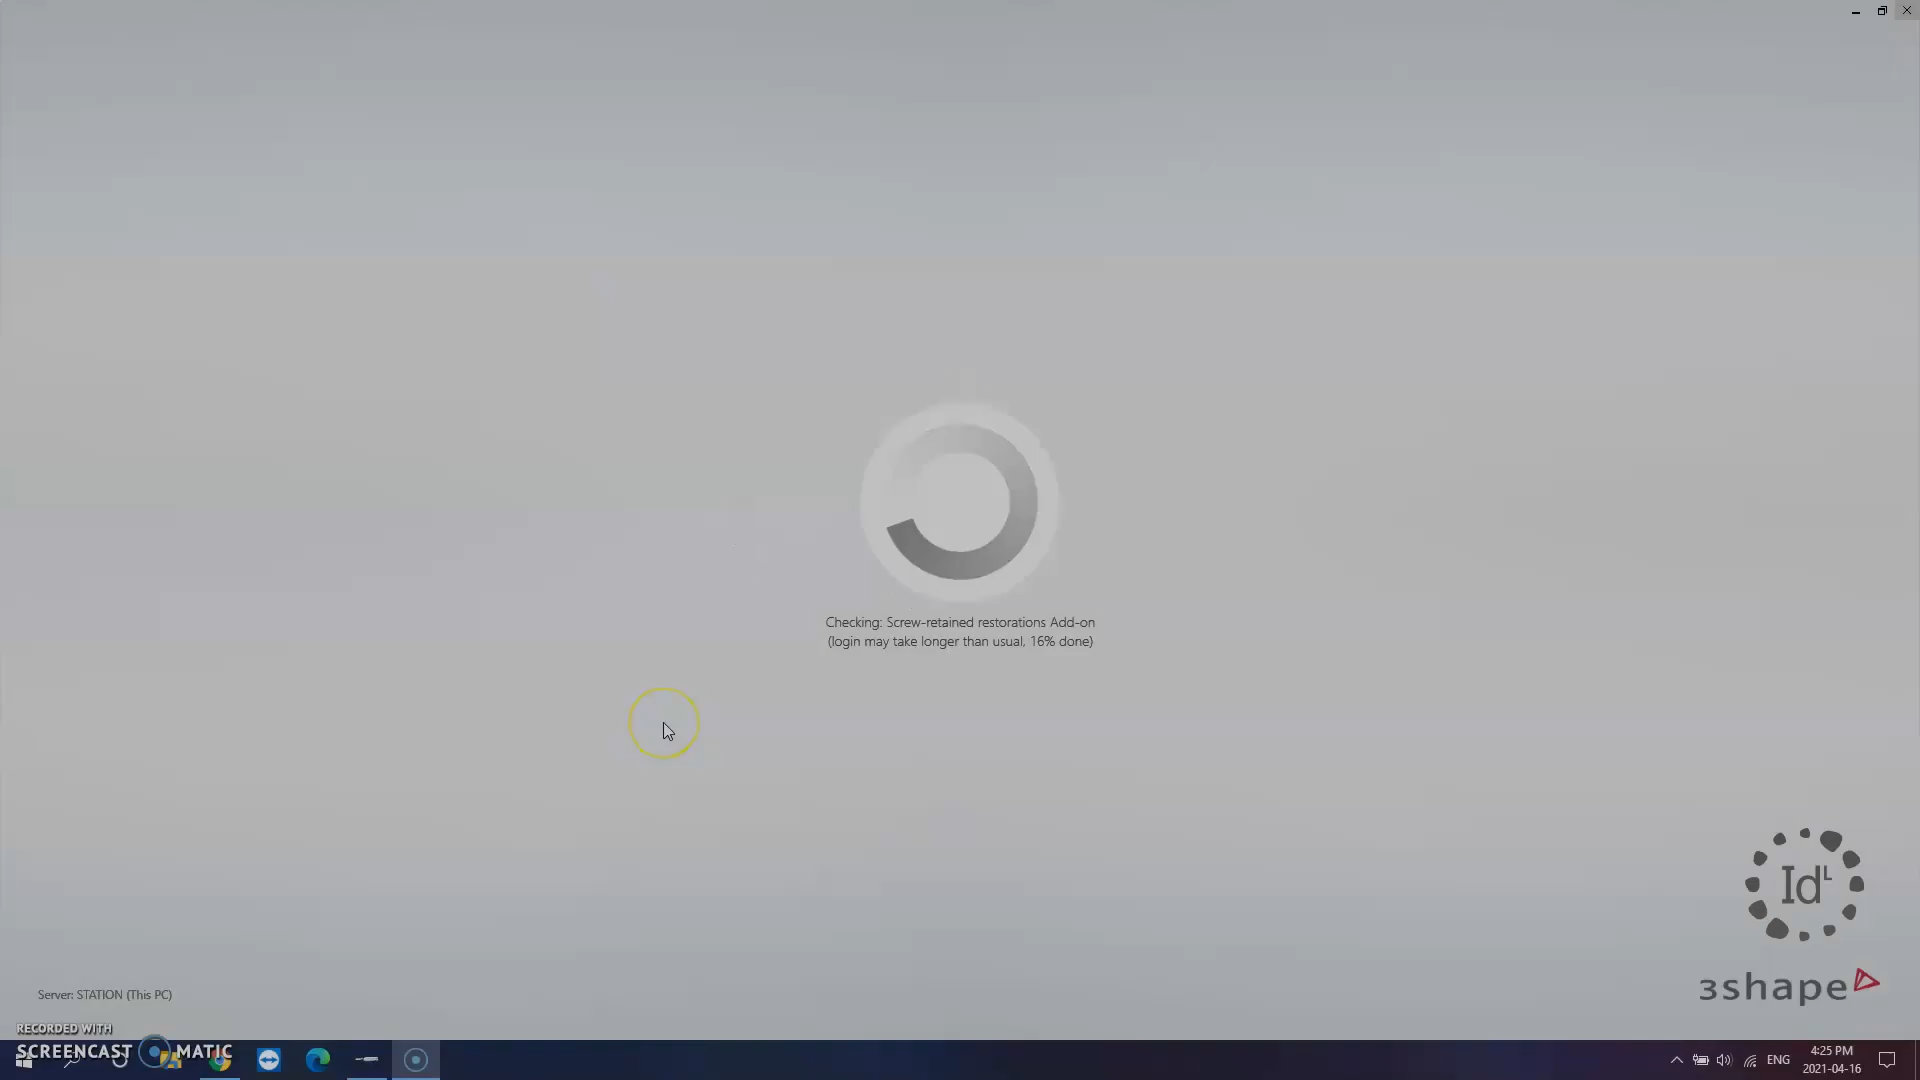 Checking: Screw-retained restorations Add-on
(login may take longer than usual, 16% done)
Id L
3shape
Server: STATION (This PC)
RECORDED WITH
SCREENCAST MATIC
ENG
4:25 PM
2021-04-16